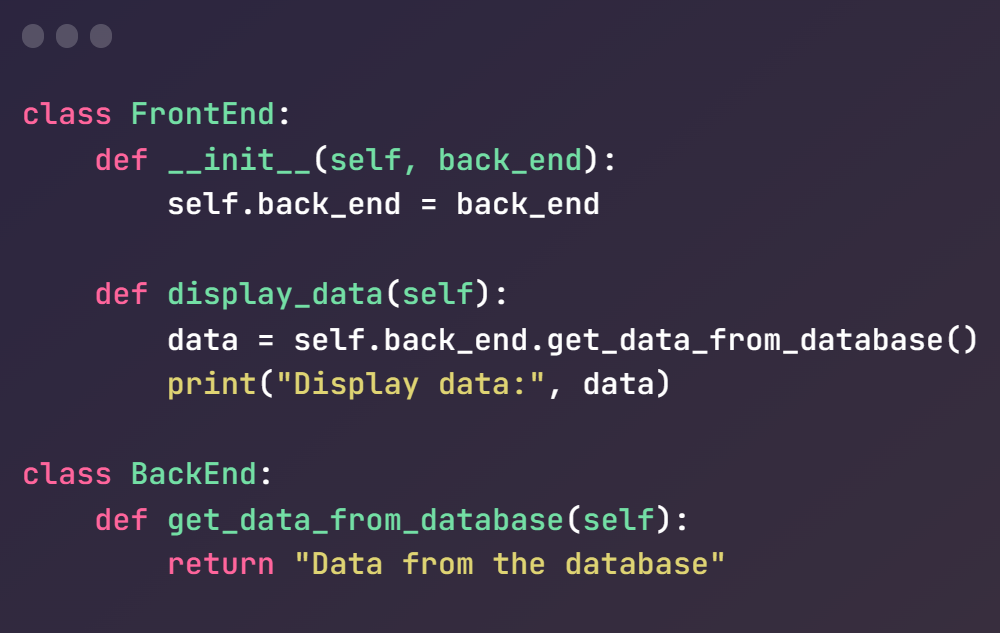 class FrontEnd:
    def __init__(self, back_end):
        self.back_end = back_end
    def display_data(self):
        data = self.back_end.get_data_from_database()
        print("Display data:", data)
class BackEnd:
    def get_data_from_database(self):
        return "Data from the database"